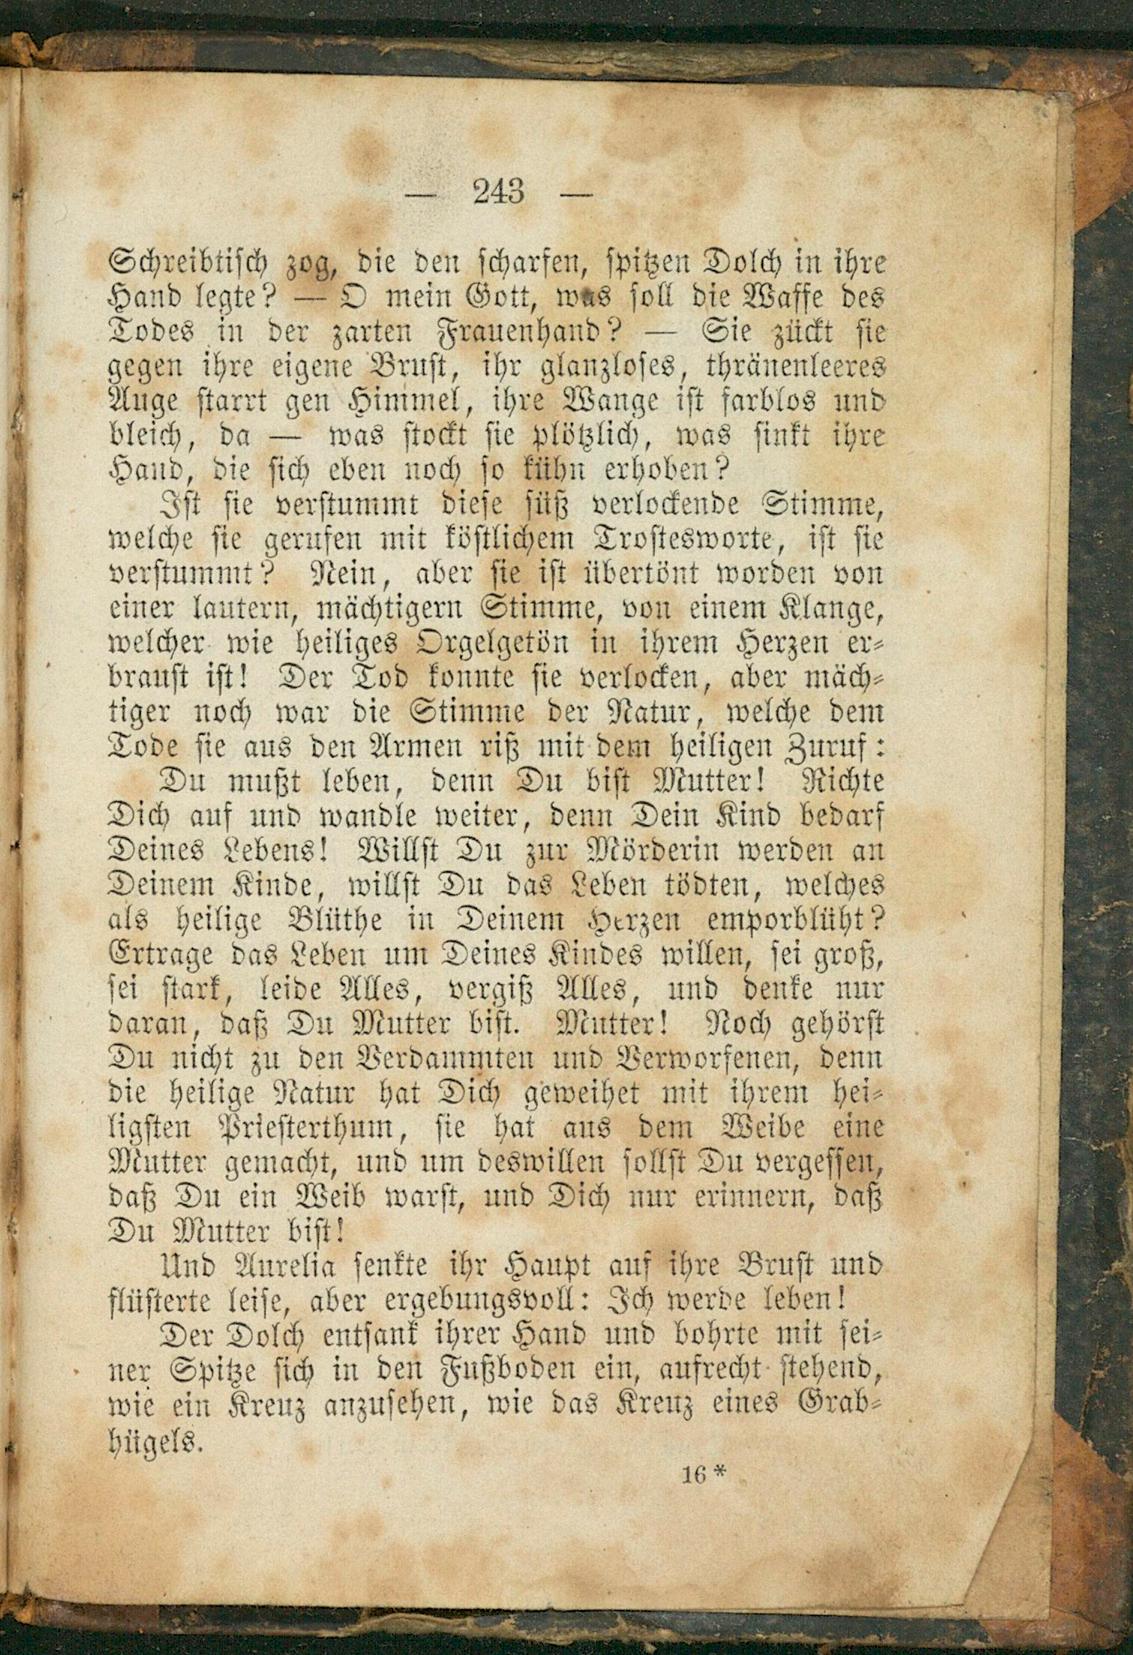 — 243 —
Schreibtisch zog, die den scharfen, spitzen Dolch in ihre
Hand legte? — O mein Gott, was soll die Waffe des
Todes in der zarten Frauenhand? — Sie zückt sie
gegen ihre eigene Brust, ihr glanzloses, thränenleeres
Auge starrt gen Himmel, ihre Wange ist farblos und
bleich, da — was stockt sie plötzlich, was sinkt ihre
Hand, die sich eben noch so kühn erhoben?
Ist sie verstummt diese süß verlockende Stimme,
welche sie gerufen mit köstlichem Trostesworte, ist sie
verstummt? Nein, aber sie ist übertönt worden von
einer lautern, mächtigern Stimme, von einem Klange,
welcher wie heiliges Orgelgetön in ihrem Herzen er-
braust ist! Der Tod konnte sie verlocken, aber mäch-
tiger noch war die Stimme der Natur, welche dem
Tode sie aus den Armen riß mit dem heiligen Zuruf:
Du mußt leben, denn Du bist Mutter! Richte
Dich auf und wandle weiter, denn Dein Kind bedarf
Deines Lebens! Willst Du zur Mörderin werden an
Deinem Kinde, willst Du das Leben tödten, welches
als heilige Blüthe in Deinem Herzen emporblüht?
Ertrage das Leben um Deines Kindes willen, sei groß,
sei stark, leide Alles, vergiß Alles, und denke nur
daran, daß Du Mutter bist. Mutter! Noch gehörst
Du nicht zu den Verdammten und Verworfenen, denn
die heilige Natur hat Dich geweihet mit ihrem hei-
ligsten Priesterthum, sie hat aus dem Weibe eine
Mutter gemacht, und um deswillen sollst Du vergessen,
daß Du ein Weib warst, und Dich nur erinnern, daß
Du Mutter bist!
Und Aurelia senkte ihr Haupt auf ihre Brust und
flüsterte leise, aber ergebungsvoll: Ich werde leben!
Der Dolch entsank ihrer Hand und bohrte mit sei-
ner Spitze sich in den Fußboden ein, aufrecht stehend,
wie ein Kreuz anzusehen, wie das Kreuz eines Grab-
hügels.
16*